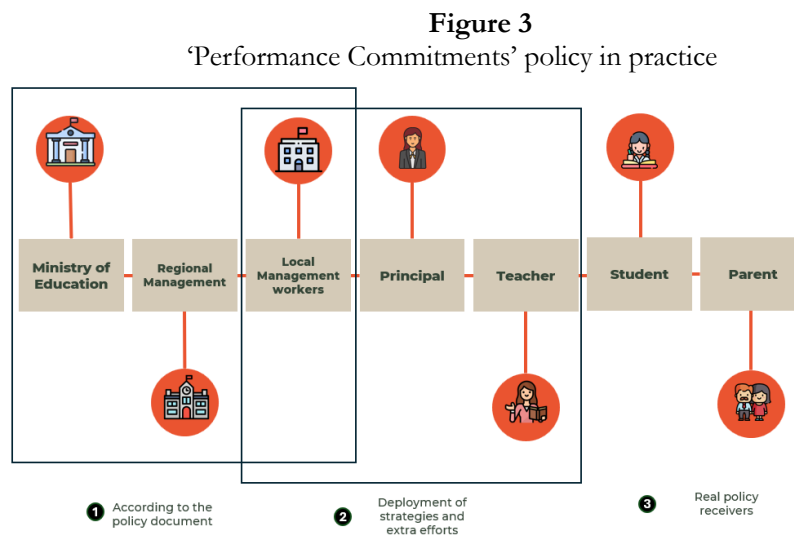 Figure 3
‘Performance Commitments’ policy in practice
Ministry of
Education
Regional
Management
Local
Management
workers
Principal
Teacher
Student
Parent
1 According to the
policy document
2 Deployment of
strategies and
extra efforts
3 Real policy
receivers